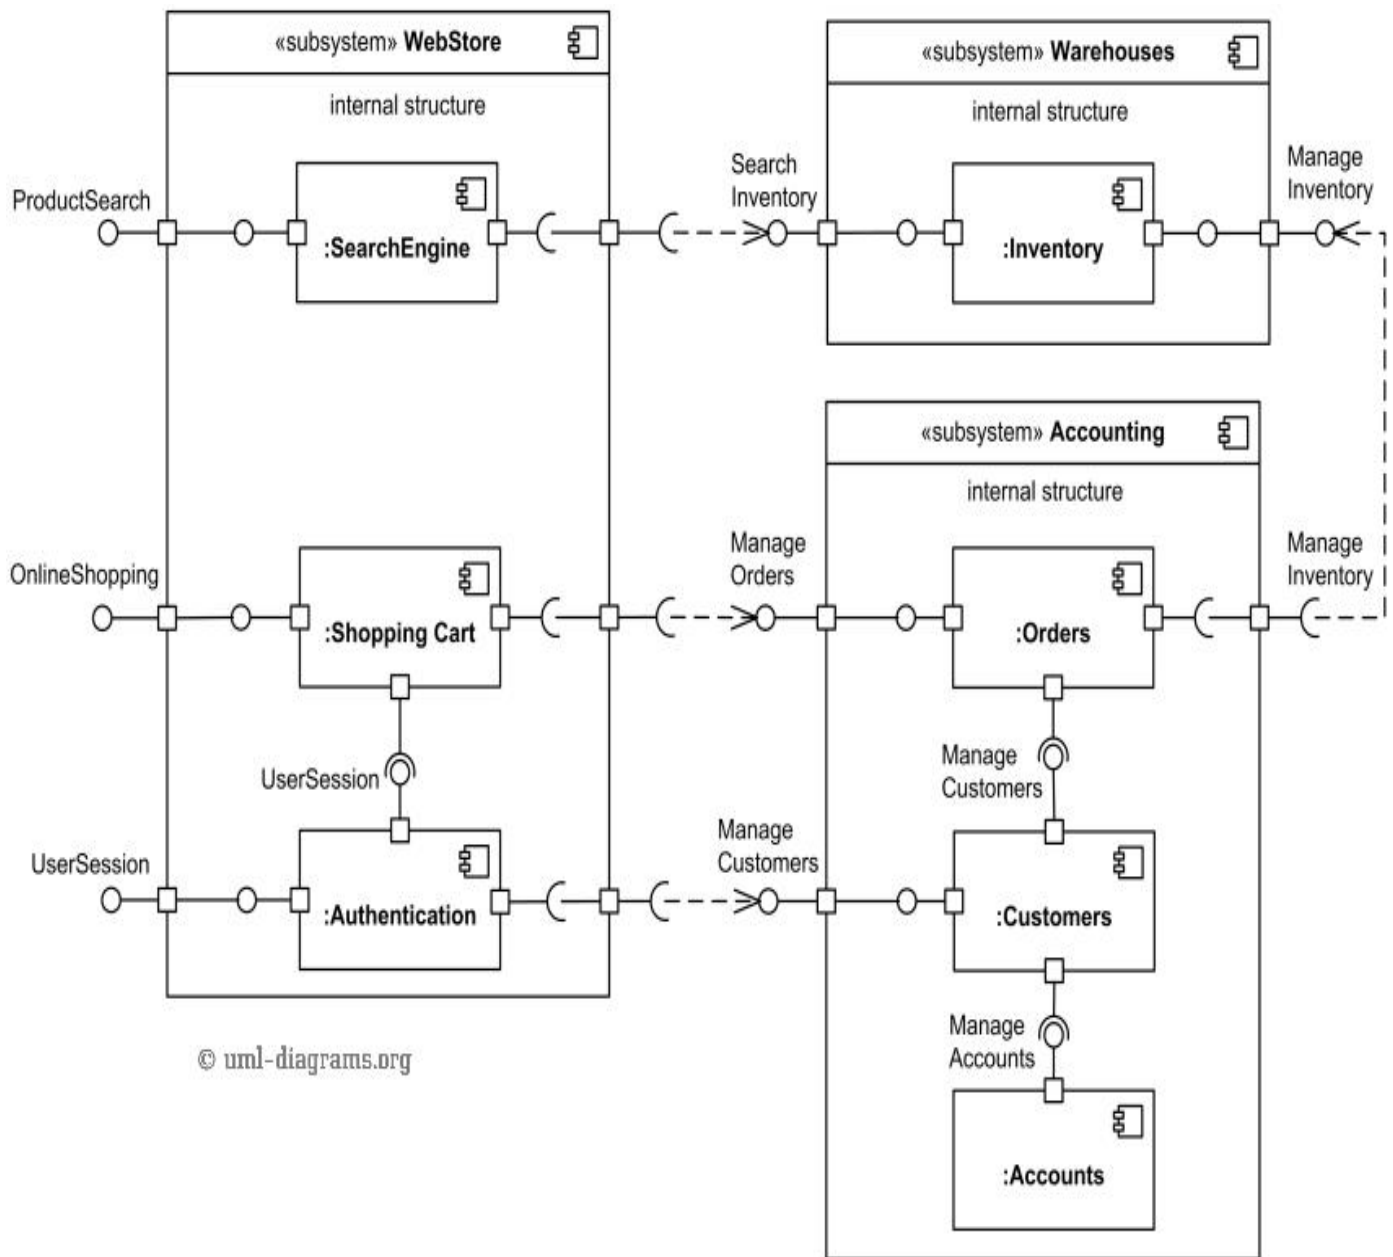 «subsystem» WebStore
internal structure
ProductSearch
:SearchEngine
OnlineShopping
:Shopping Cart
UserSession
UserSession
:Authentication
© uml-diagrams.org
«subsystem» Warehouses
internal structure
Search
Inventory
:Inventory
Manage
Inventory
«subsystem» Accounting
internal structure
Manage
Orders
:Orders
Manage
Inventory
Manage
Customers
Manage
Customers
:Customers
Manage
Accounts
:Accounts